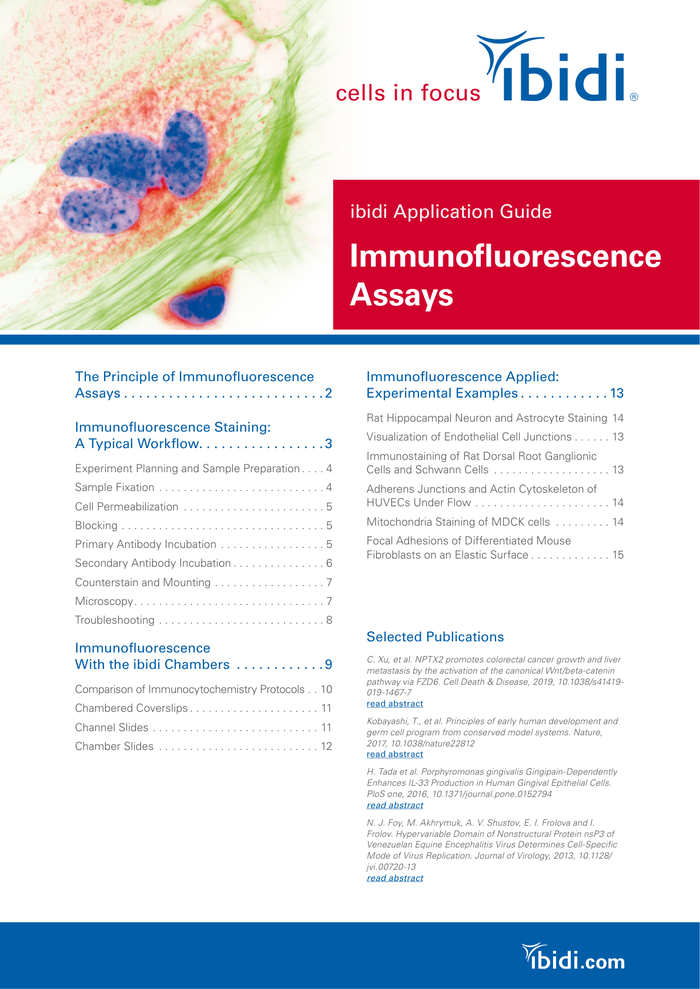 cells in focus ibidi®
ibidi Application Guide
Immunofluorescence
Assays
The Principle of Immunofluorescence
Assays . . . . . . . . . . . . . . . . . . . . . . . . . . . 2
Immunofluorescence Staining:
A Typical Workflow. . . . . . . . . . . . . . . . . 3
Experiment Planning and Sample Preparation . . . . 4
Sample Fixation . . . . . . . . . . . . . . . . . . . . . . . . . . . 4
Cell Permeabilization . . . . . . . . . . . . . . . . . . . . . . . 5
Blocking . . . . . . . . . . . . . . . . . . . . . . . . . . . . . . . . . 5
Primary Antibody Incubation . . . . . . . . . . . . . . . . . 5
Secondary Antibody Incubation . . . . . . . . . . . . . . . 6
Counterstain and Mounting . . . . . . . . . . . . . . . . . . 7
Microscopy. . . . . . . . . . . . . . . . . . . . . . . . . . . . . . . 7
Troubleshooting . . . . . . . . . . . . . . . . . . . . . . . . . . . 8
Immunofluorescence
With the ibidi Chambers . . . . . . . . . . . . 9
Comparison of Immunocytochemistry Protocols . . 10
Chambered Coverslips . . . . . . . . . . . . . . . . . . . . . 11
Channel Slides . . . . . . . . . . . . . . . . . . . . . . . . . . . 11
Chamber Slides . . . . . . . . . . . . . . . . . . . . . . . . . . 12
Immunofluorescence Applied:
Experimental Examples . . . . . . . . . . . . 13
Rat Hippocampal Neuron and Astrocyte Staining 14
Visualization of Endothelial Cell Junctions . . . . . . 13
Immunostaining of Rat Dorsal Root Ganglionic
Cells and Schwann Cells . . . . . . . . . . . . . . . . . . . 13
Adherens Junctions and Actin Cytoskeleton of
HUVECs Under Flow . . . . . . . . . . . . . . . . . . . . . . 14
Mitochondria Staining of MDCK cells . . . . . . . . . 14
Focal Adhesions of Differentiated Mouse
Fibroblasts on an Elastic Surface . . . . . . . . . . . . . 15
Selected Publications
C. Xu, et al. NPTX2 promotes colorectal cancer growth and liver
metastasis by the activation of the canonical Wnt/beta-catenin
pathway via FZD6. Cell Death & Disease, 2019, 10.1038/s41419-
019-1467-7
read abstract
Kobayashi, T., et al. Principles of early human development and
germ cell program from conserved model systems. Nature,
2017, 10.1038/nature22812
read abstract
H. Tada et al. Porphyromonas gingivalis Gingipain-Dependently
Enhances IL-33 Production in Human Gingival Epithelial Cells.
PloS one, 2016, 10.1371/journal.pone.0152794
read abstract
N. J. Foy, M. Akhrymuk, A. V. Shustov, E. I. Frolova and I.
Frolov. Hypervariable Domain of Nonstructural Protein nsP3 of
Venezuelan Equine Encephalitis Virus Determines Cell-Specific
Mode of Virus Replication. Journal of Virology, 2013, 10.1128/
jvi.00720-13
read abstract
ibidi.com